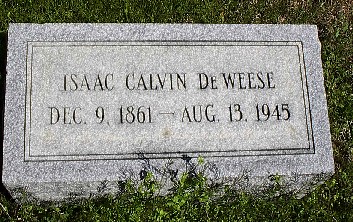 ISAAC CALVIN DEWEESE
DEC. 9, 1861 — AUG. 13, 1945